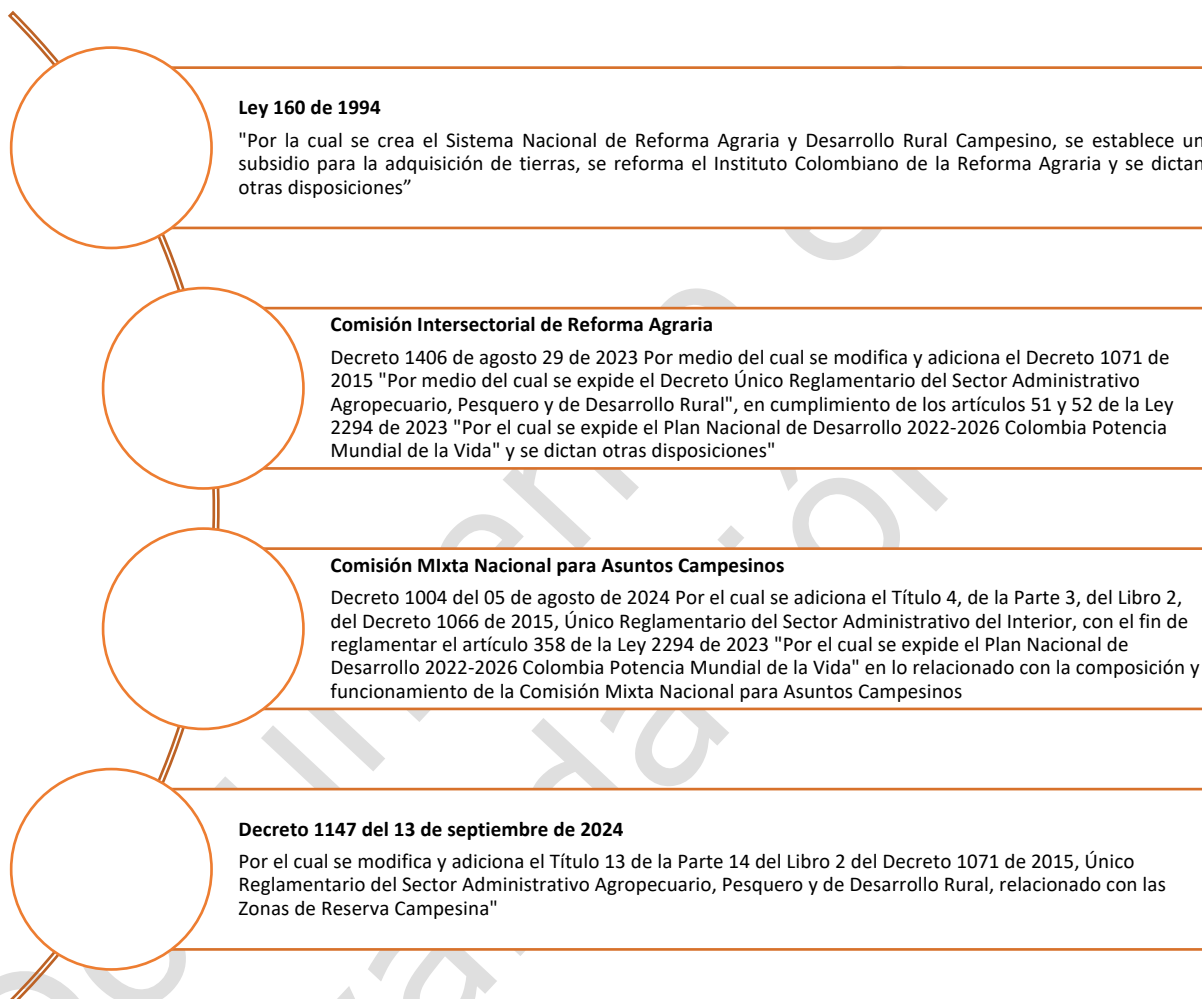 Ley 160 de 1994
"Por la cual se crea el Sistema Nacional de Reforma Agraria y Desarrollo Rural Campesino, se establece un
subsidio para la adquisición de tierras, se reforma el Instituto Colombiano de la Reforma Agraria y se dictan
otras disposiciones”
Comisión Intersectorial de Reforma Agraria
Decreto 1406 de agosto 29 de 2023 Por medio del cual se modifica y adiciona el Decreto 1071 de
2015 "Por medio del cual se expide el Decreto Único Reglamentario del Sector Administrativo
Agropecuario, Pesquero y de Desarrollo Rural", en cumplimiento de los artículos 51 y 52 de la Ley
2294 de 2023 "Por el cual se expide el Plan Nacional de Desarrollo 2022-2026 Colombia Potencia
Mundial de la Vida" y se dictan otras disposiciones"
Comisión MIxta Nacional para Asuntos Campesinos
Decreto 1004 del 05 de agosto de 2024 Por el cual se adiciona el Título 4, de la Parte 3, del Libro 2,
del Decreto 1066 de 2015, Único Reglamentario del Sector Administrativo del Interior, con el fin de
reglamentar el artículo 358 de la Ley 2294 de 2023 "Por el cual se expide el Plan Nacional de
Desarrollo 2022-2026 Colombia Potencia Mundial de la Vida" en lo relacionado con la composición y
funcionamiento de la Comisión Mixta Nacional para Asuntos Campesinos
Decreto 1147 del 13 de septiembre de 2024
Por el cual se modifica y adiciona el Título 13 de la Parte 14 del Libro 2 del Decreto 1071 de 2015, Único
Reglamentario del Sector Administrativo Agropecuario, Pesquero y de Desarrollo Rural, relacionado con las
Zonas de Reserva Campesina"